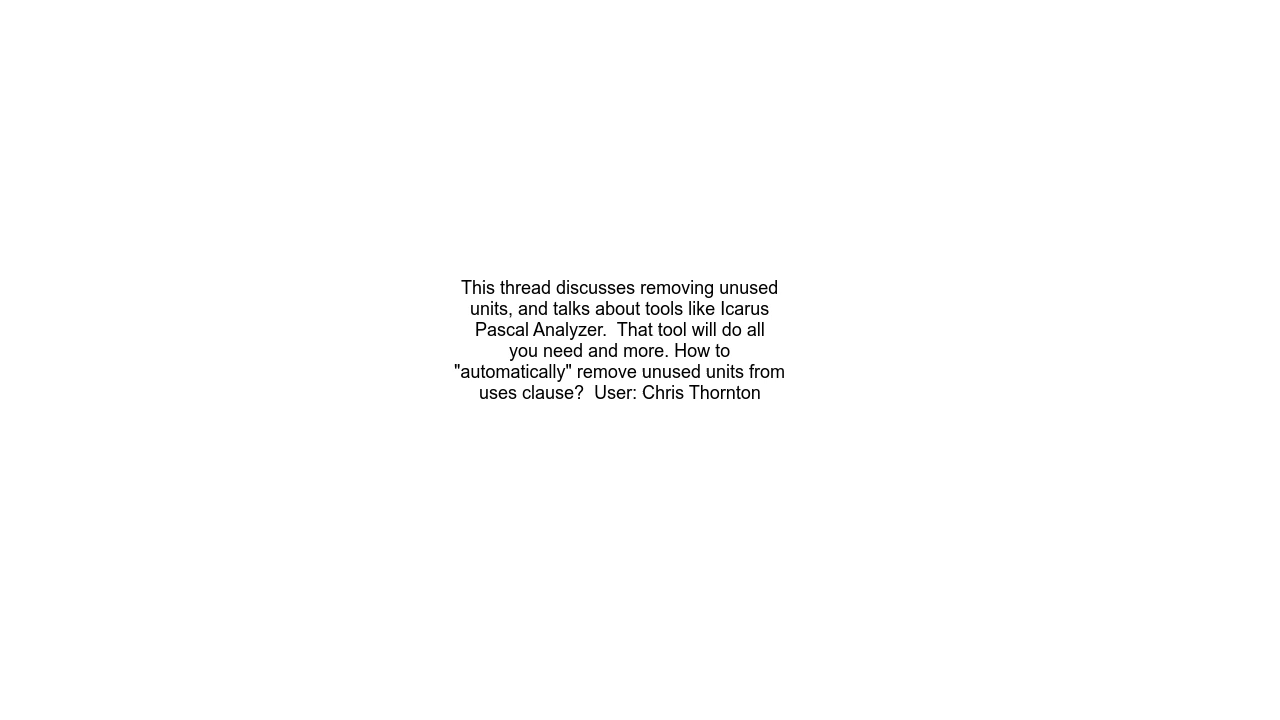 This thread discusses removing unused
units, and talks about tools like Icarus
Pascal Analyzer.  That tool will do all
you need and more. How to
"automatically" remove unused units from
uses clause?  User: Chris Thornton